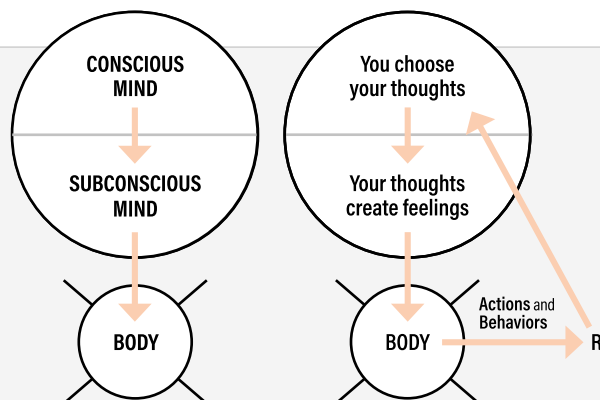 CONSCIOUS
MIND
SUBCONSCIOUS
MIND
BODY
You choose
your thoughts
Your thoughts
create feelings
BODY
Actions and
Behaviors